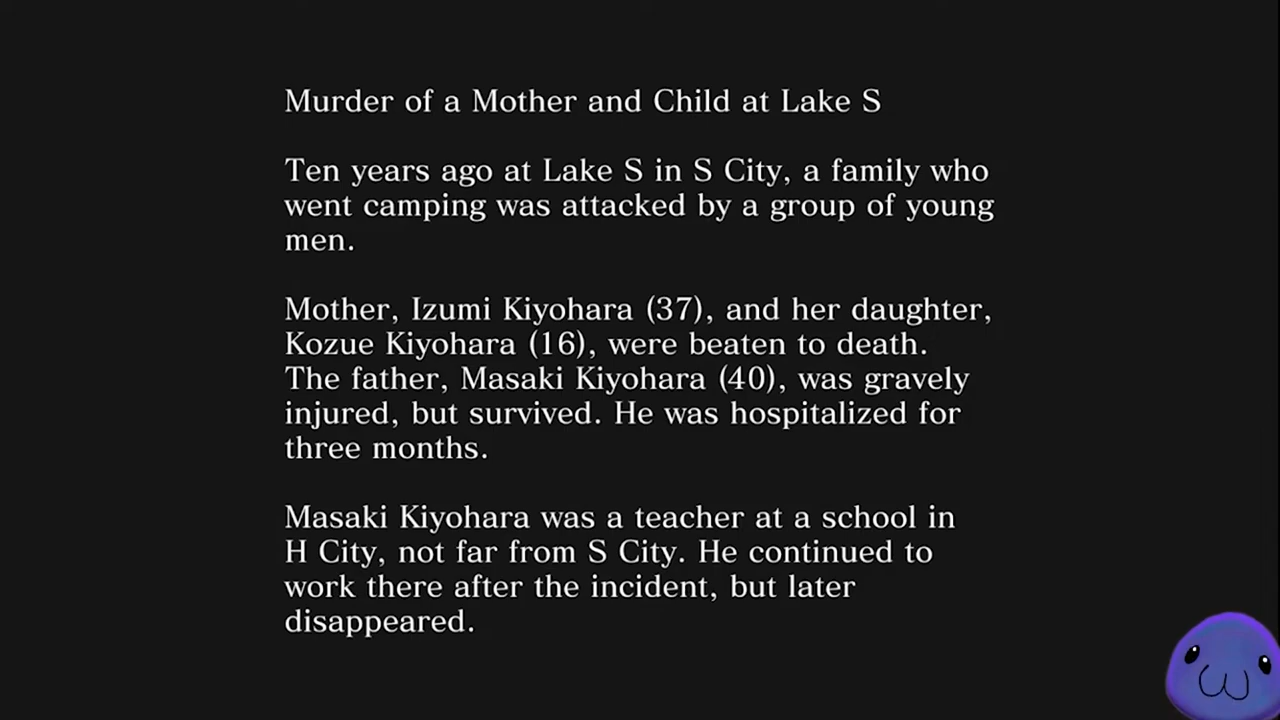 Murder of a Mother and Child at Lake S
Ten years ago at Lake S in S City, a family who
went camping was attacked by a group of young
men.
Mother, Izumi Kiyohara (37), and her daughter,
Kozue Kiyohara (16), were beaten to death.
The father, Masaki Kiyohara (40), was gravely
injured, but survived. He was hospitalized for
three months.
Masaki Kiyohara was a teacher at a school in
H City, not far from S City. He continued to
work there after the incident, but later
disappeared.